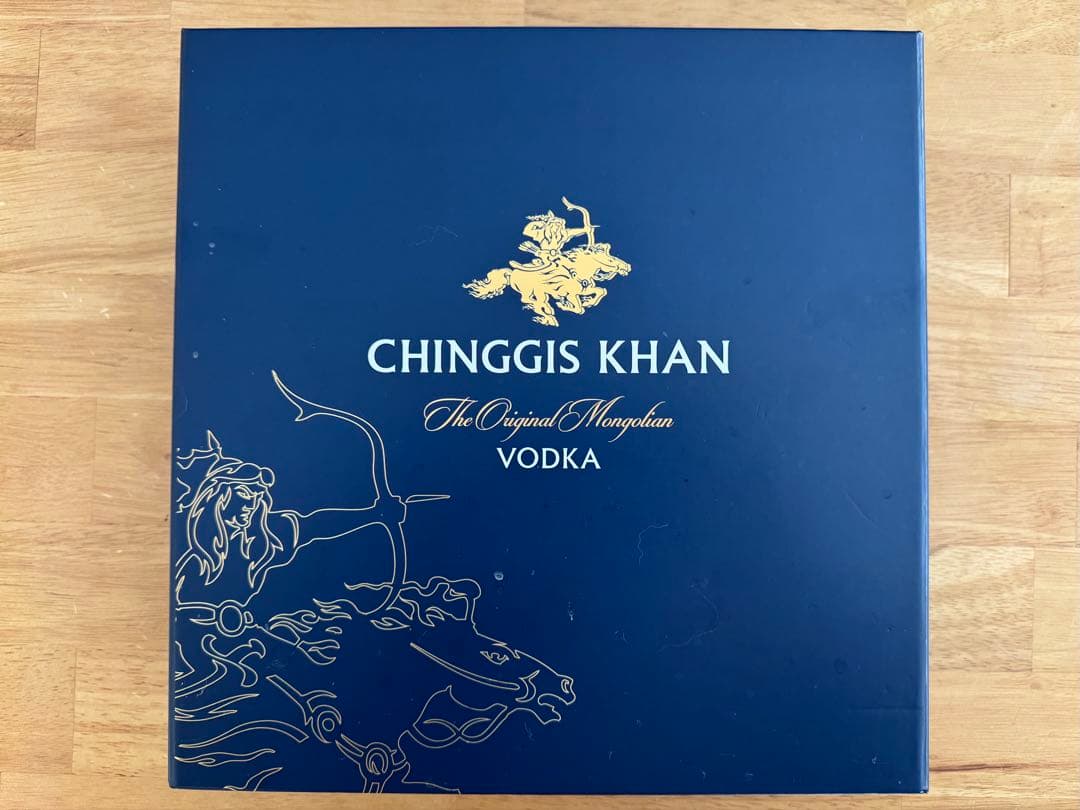 CHINGGIS KHAN
The Original Mongolian
VODKA